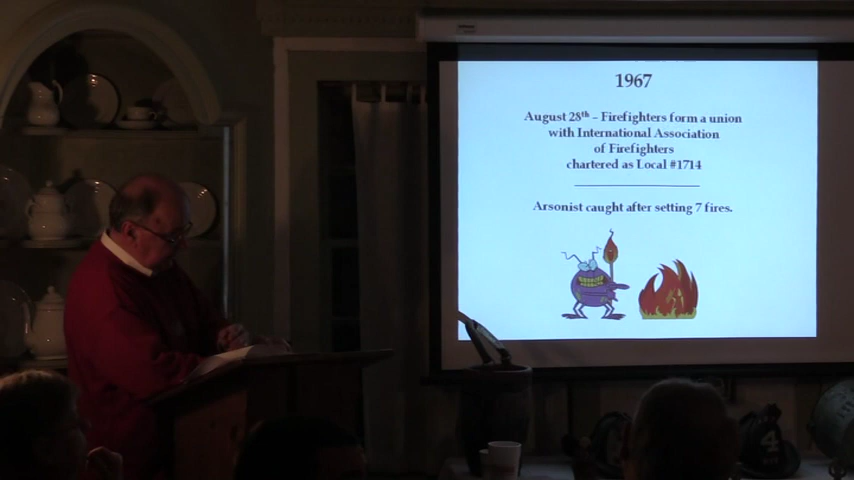 1967
August 28th – Firefighters form a union
with International Association
of Firefighters
chartered as Local #1714
Arsonist caught after setting 7 fires.
4